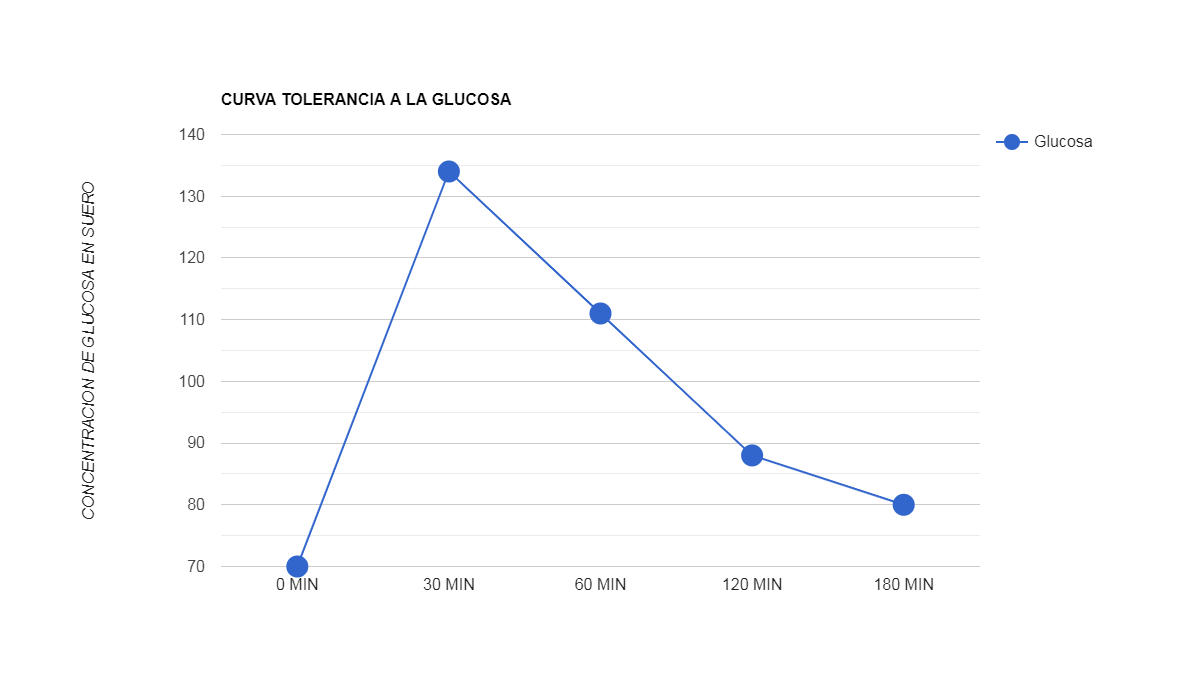 CURVA TOLERANCIA A LA GLUCOSA
CONCENTRACION DE GLUCOSA EN SUERO
140
130
120
110
100
90
80
70
0 MIN
30 MIN
60 MIN
120 MIN
180 MIN
Glucosa